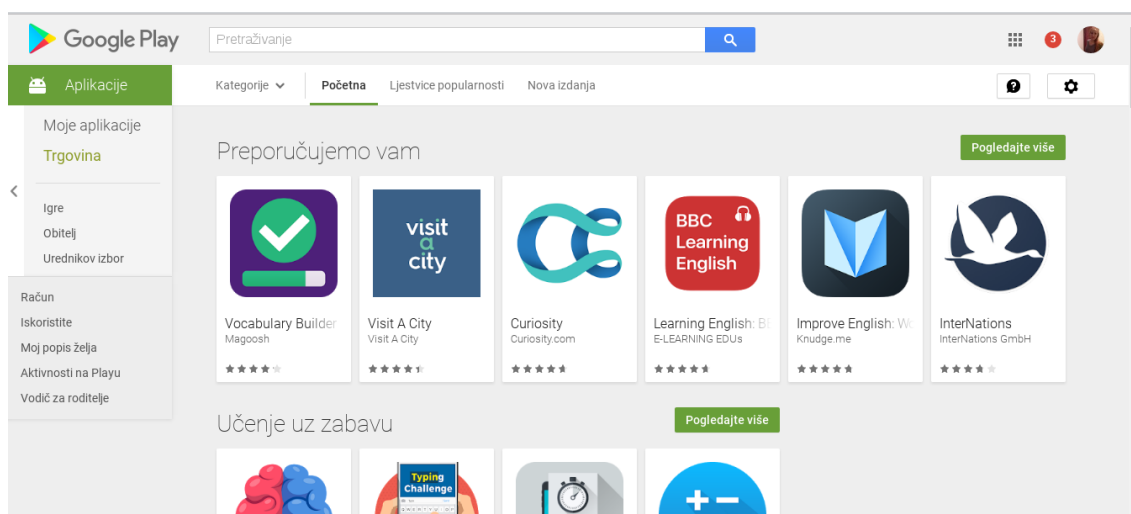 Google Play
Pretraživanje
3
Aplikacije
Kategorije
Početna
Ljestvice popularnosti
Nova izdanja
Moje aplikacije
Trgovina
Igre
Obitelj
Urednikov izbor
Račun
Iskoristite
Moj popis želja
Aktivnosti na Playu
Vodič za roditelje
Preporučujemo vam
Pogledajte više
Vocabulary Builder
Magoosh
visit
a
city
Visit A City
Visit A City
Curiosity
Curiosity.com
BBC
Learning
English
Learning English:
E-LEARNING EDUs
Improve English:
Knudge.me
InterNations
InterNations GmbH
Učenje uz zabavu
Pogledajte više
Typing
Challenge